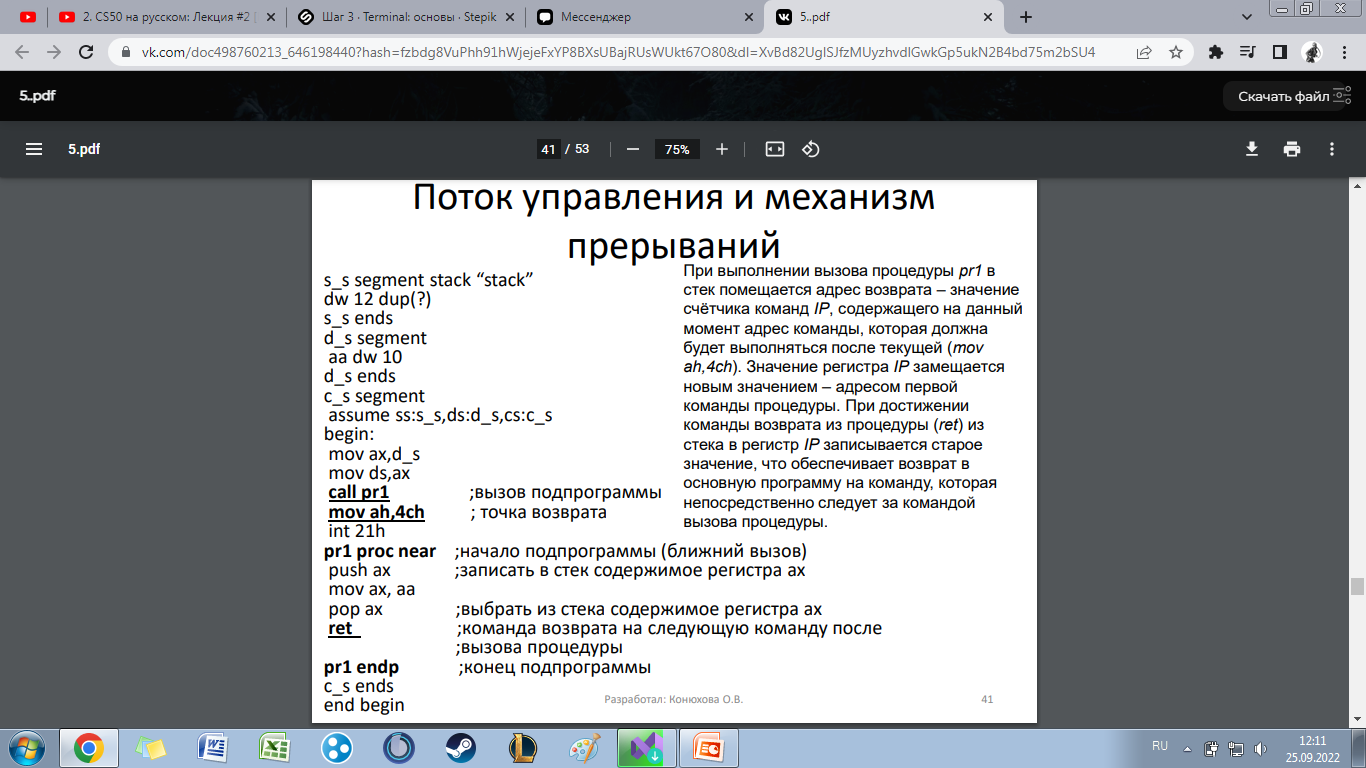 2. CS50 на русском: Лекция #2
Шаг 3 · Terminal: основы · Stepik
Мессенджер
5..pdf
vk.com/doc498760213_646198440?hash=fzbdg8VuPhh91hWjejeFxYP8BXsUBajRUsWUkt67O80&dl=XvBd82UgISJfzMUyzhvdlGwkGp5ukN2B4bd75m2bSU4
5..pdf
Скачать файл
5.pdf
41 / 53
75%
Поток управления и механизм
прерываний
s_s segment stack “stack”
dw 12 dup(?)
s_s ends
d_s segment
aa dw 10
d_s ends
c_s segment
assume ss:s_s,ds:d_s,cs:c_s
begin:
mov ax,d_s
mov ds,ax
call pr1 ;вызов подпрограммы
mov ah,4ch ; точка возврата
int 21h
pr1 proc near ;начало подпрограммы (ближний вызов)
push ax ;записать в стек содержимое регистра ax
mov ax, aa
pop ax ;выбрать из стека содержимое регистра ax
ret ;команда возврата на следующую команду после
;вызова процедуры
pr1 endp ;конец подпрограммы
c_s ends
end begin
При выполнении вызова процедуры pr1 в
стек помещается адрес возврата – значение
счётчика команд IP, содержащего на данный
момент адрес команды, которая должна
будет выполняться после текущей (mov
ah,4ch). Значение регистра IP замещается
новым значением – адресом первой
команды процедуры. При достижении
команды возврата из процедуры (ret) из
стека в регистр IP записывается старое
значение, что обеспечивает возврат в
основную программу на команду, которая
непосредственно следует за командой
вызова процедуры.
Разработал: Конюхова О.В.
41
RU
12:11
25.09.2022